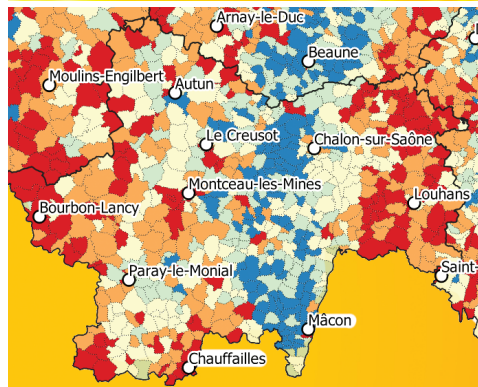 Arnay-le-Duc
Beaune
Moulins-Engilbert
Autun
Le Creusot
Chalon-sur-Saône
Montceau-les-Mines
Bourbon-Lancy
Louhans
Paray-le-Monial
Saint-
Mâcon
Chauffailles